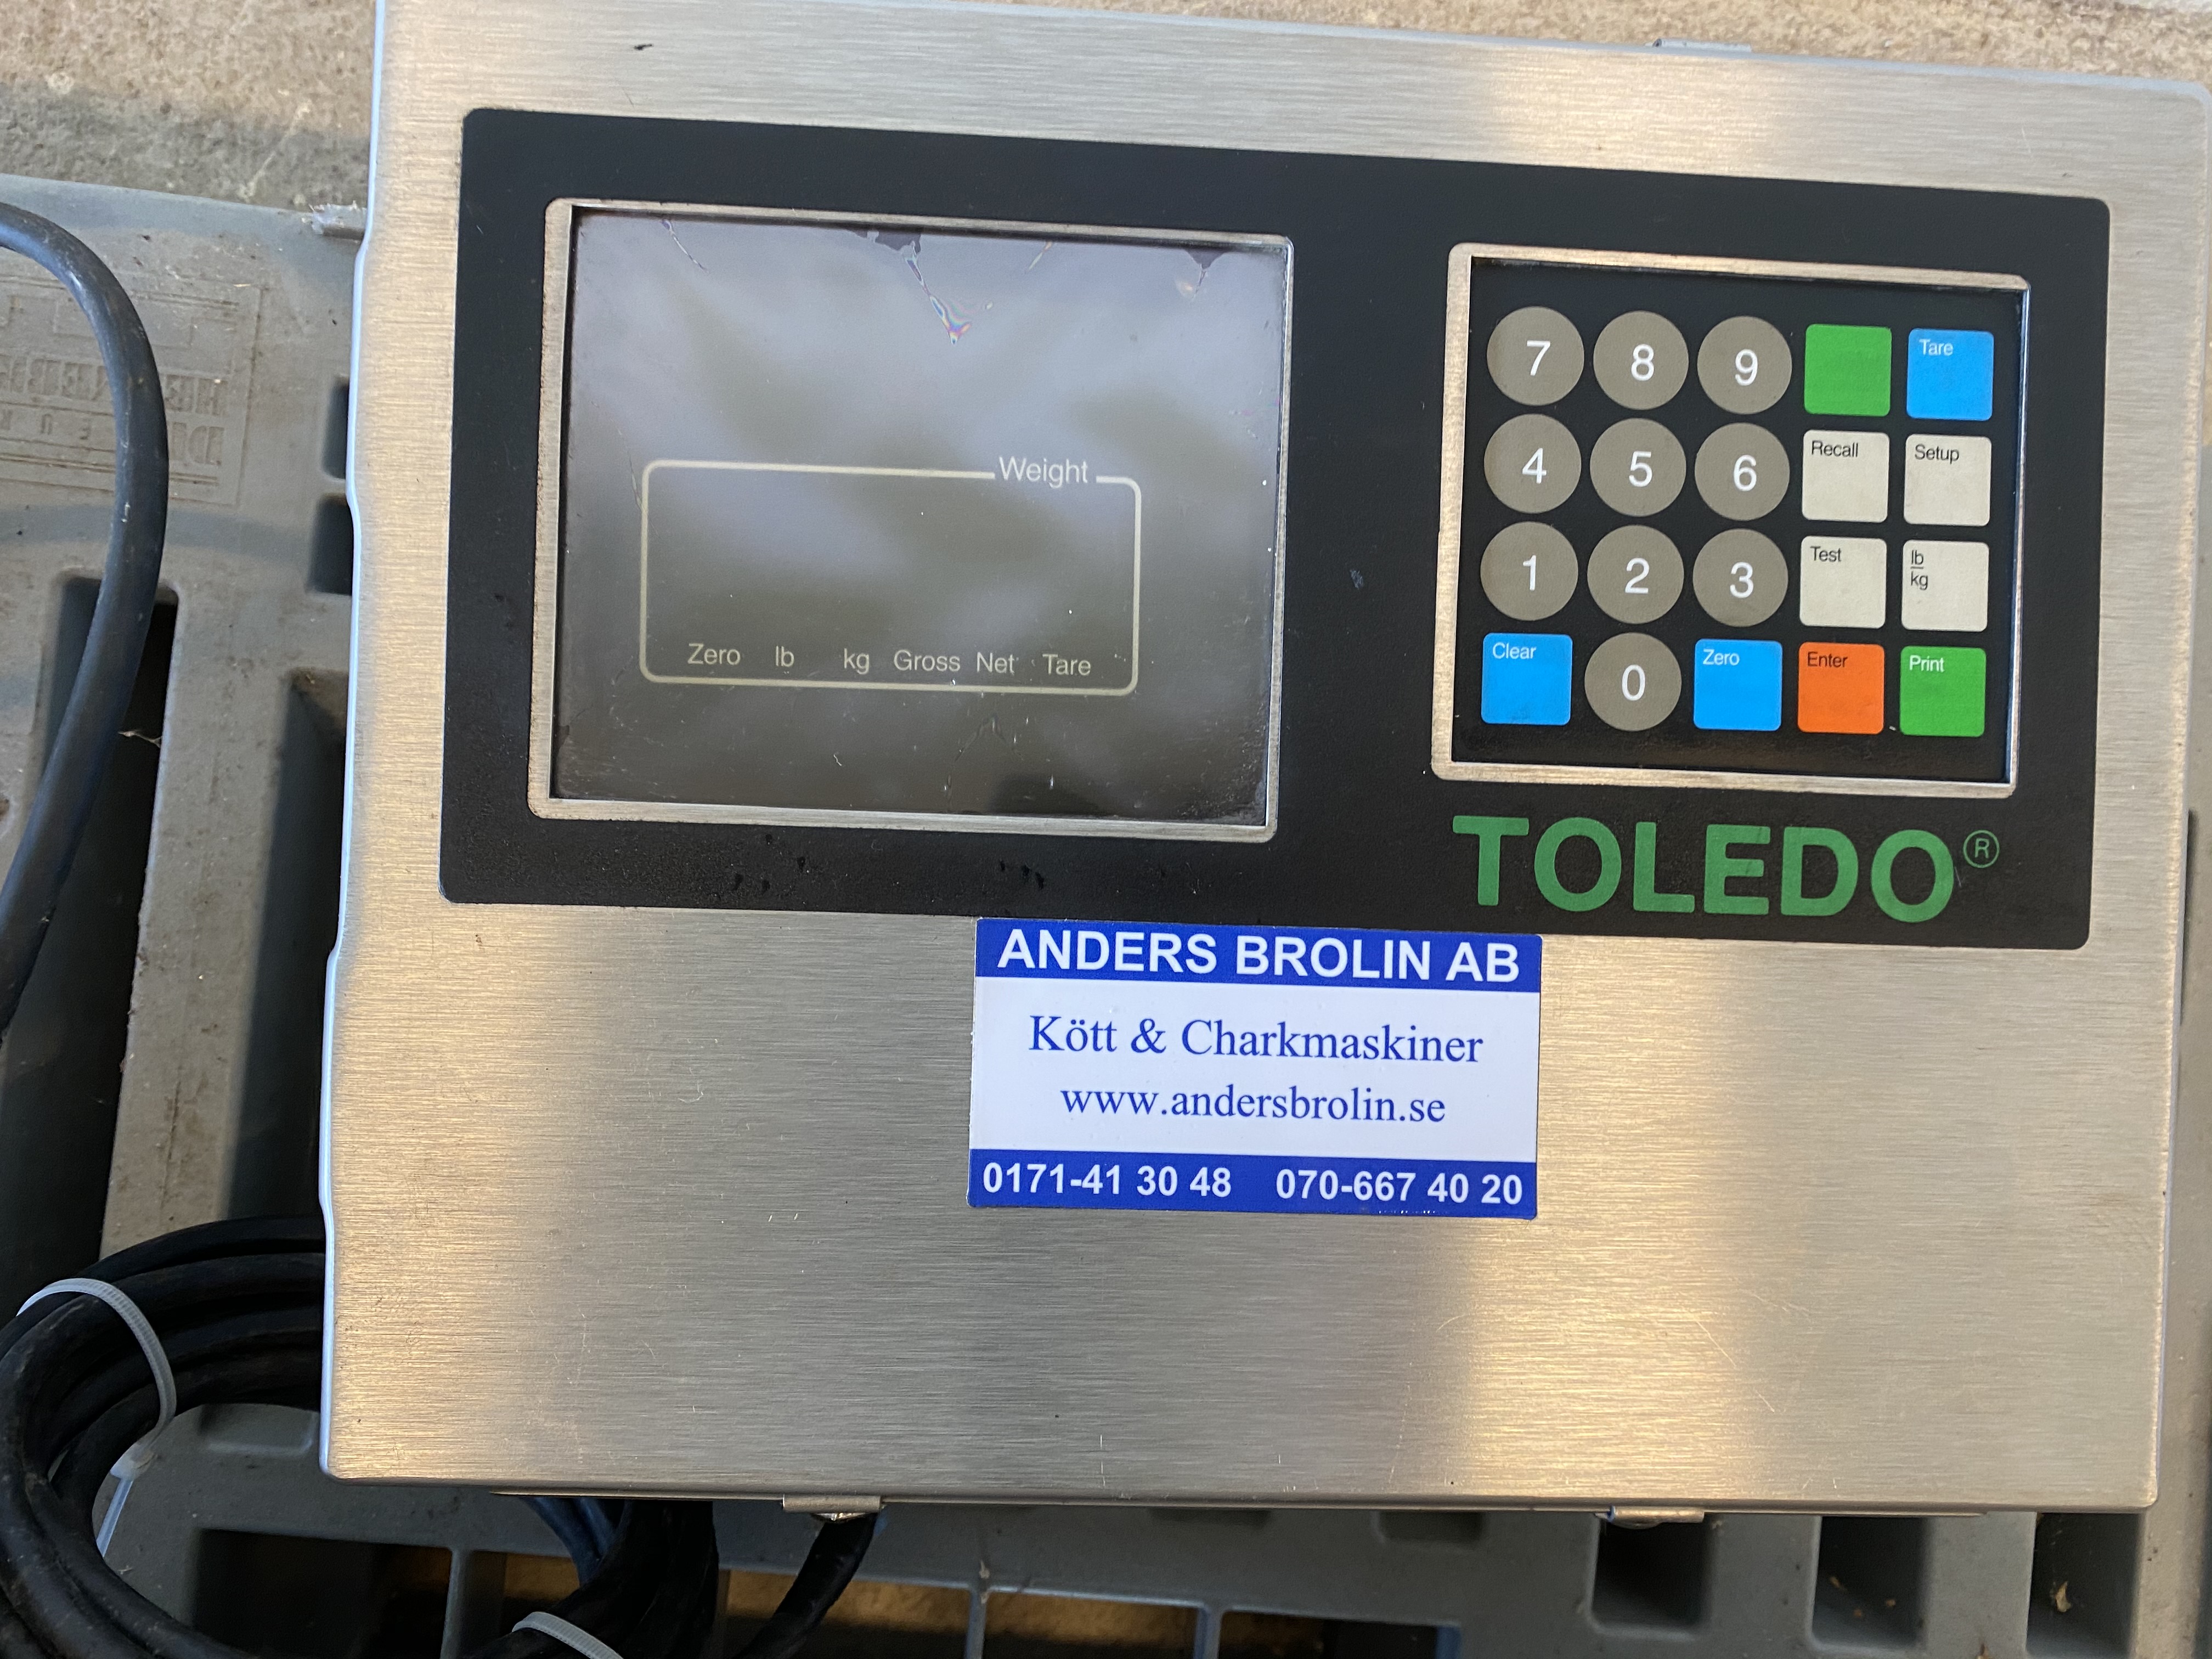 Weight
Zero lb kg Gross Net Tare
7 8 9 Tare
4 5 6 Recall Setup
1 2 3 Test lb/kg
Clear 0 Zero Enter Print
TOLEDO®
ANDERS BROLIN AB
Kött & Charkmaskiner
www.andersbrolin.se
0171-41 30 48 070-667 40 20